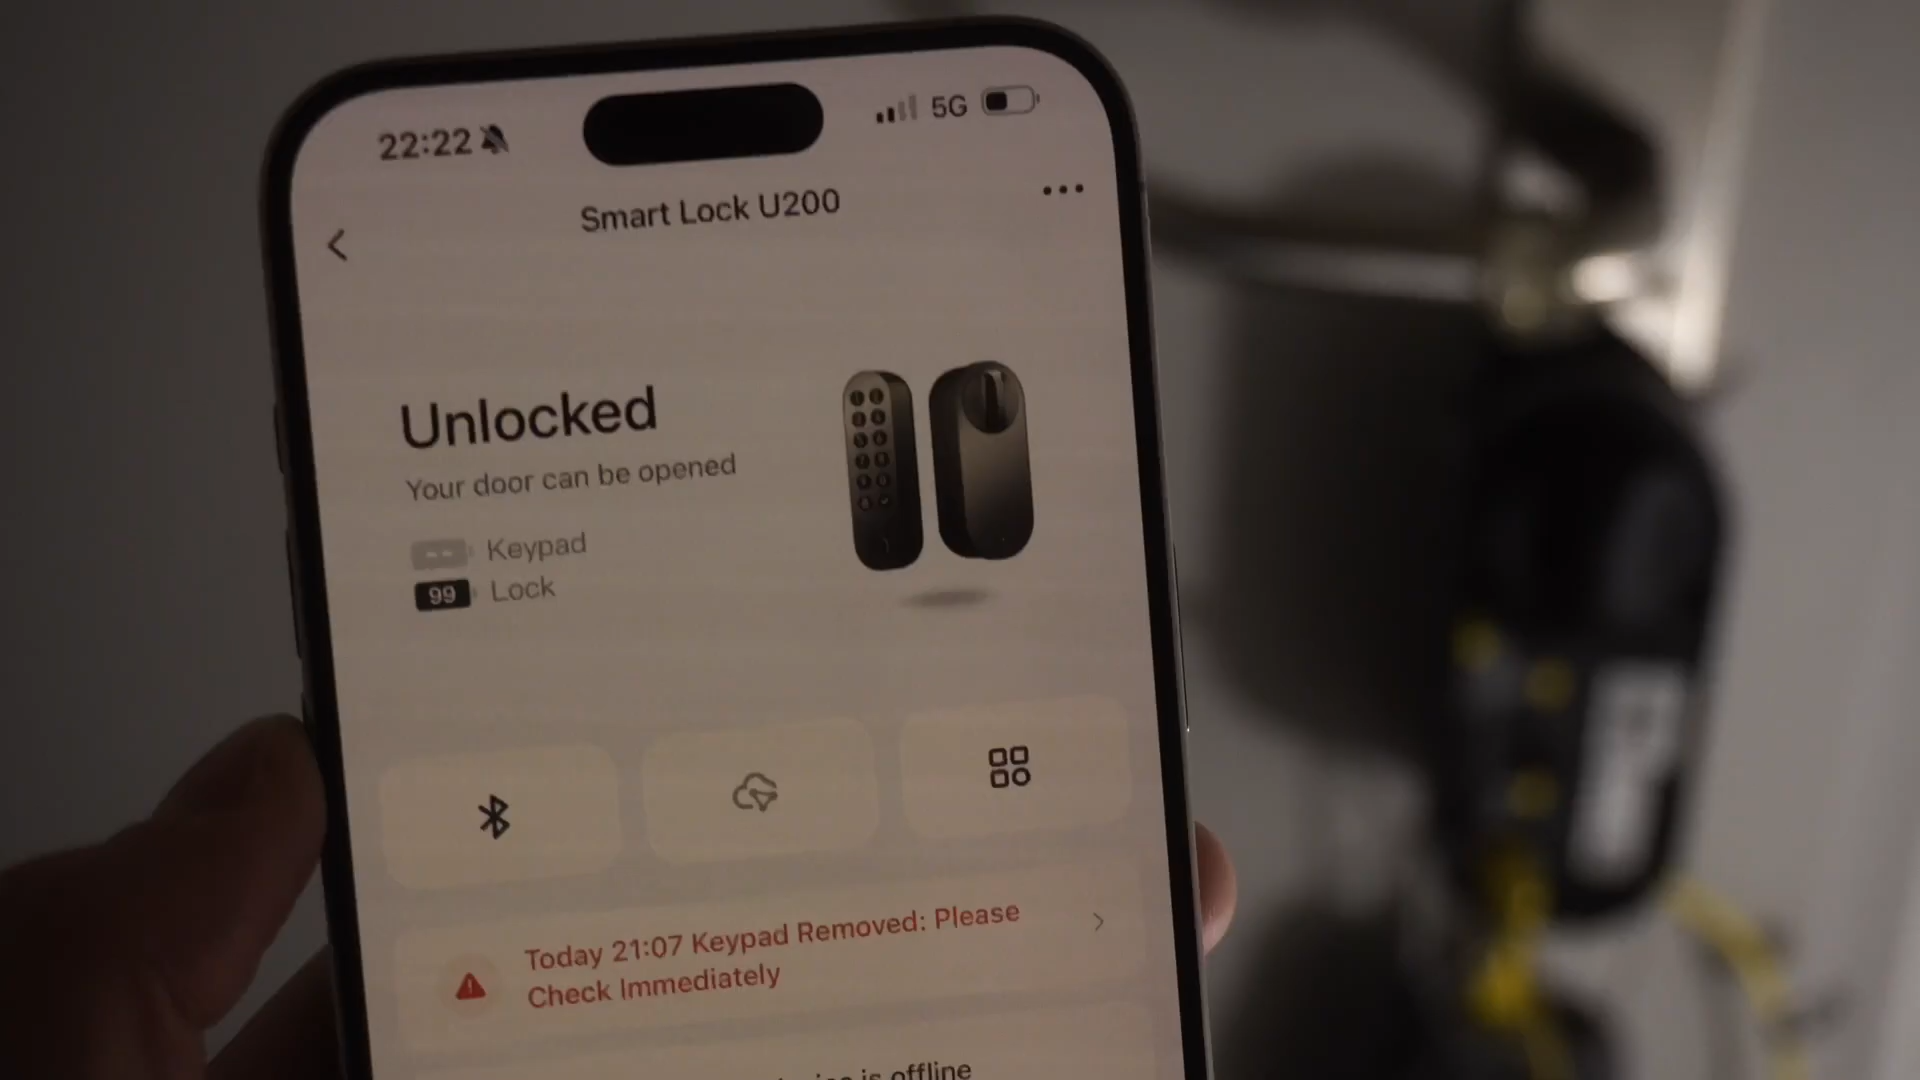 22:22
5G
Smart Lock U200
Unlocked
Your door can be opened
-- Keypad
99 Lock
Today 21:07 Keypad Removed: Please
Check Immediately
is offline